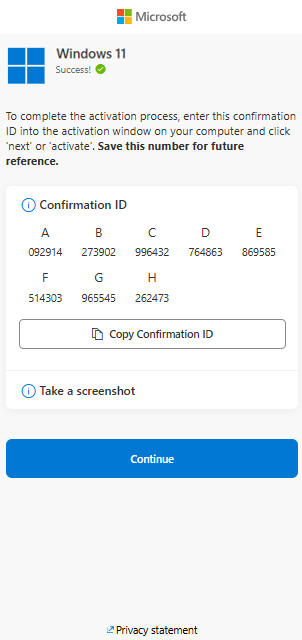 Microsoft
Windows 11
Success!
To complete the activation process, enter this confirmation
ID into the activation window on your computer and click
'next' or 'activate'. Save this number for future
reference.
Confirmation ID
A B C D E
092914 273902 996432 764863 869585
F G H
514303 965545 262473
Copy Confirmation ID
Take a screenshot
Continue
Privacy statement